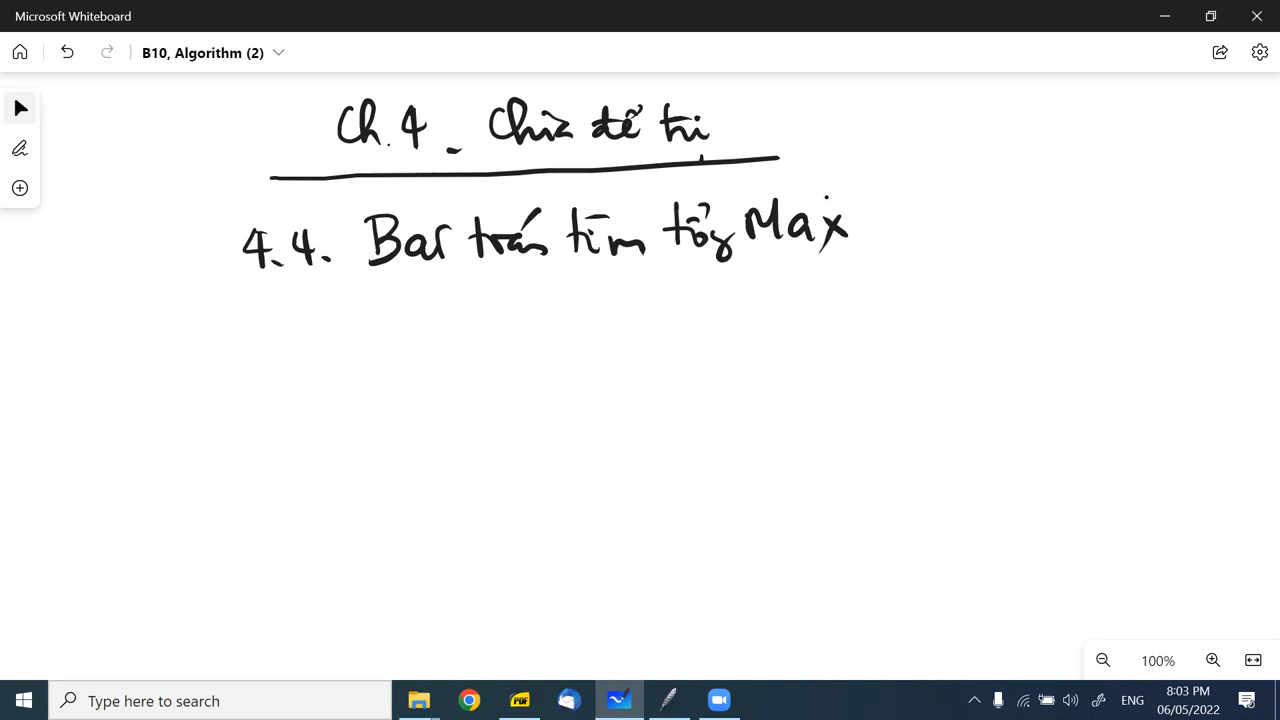 Microsoft Whiteboard
B10, Algorithm (2)
Ch.4 - Chia để trị
4.4. Bài toán tìm tổng Max
100%
Type here to search
PDF
ENG
8:03 PM
06/05/2022